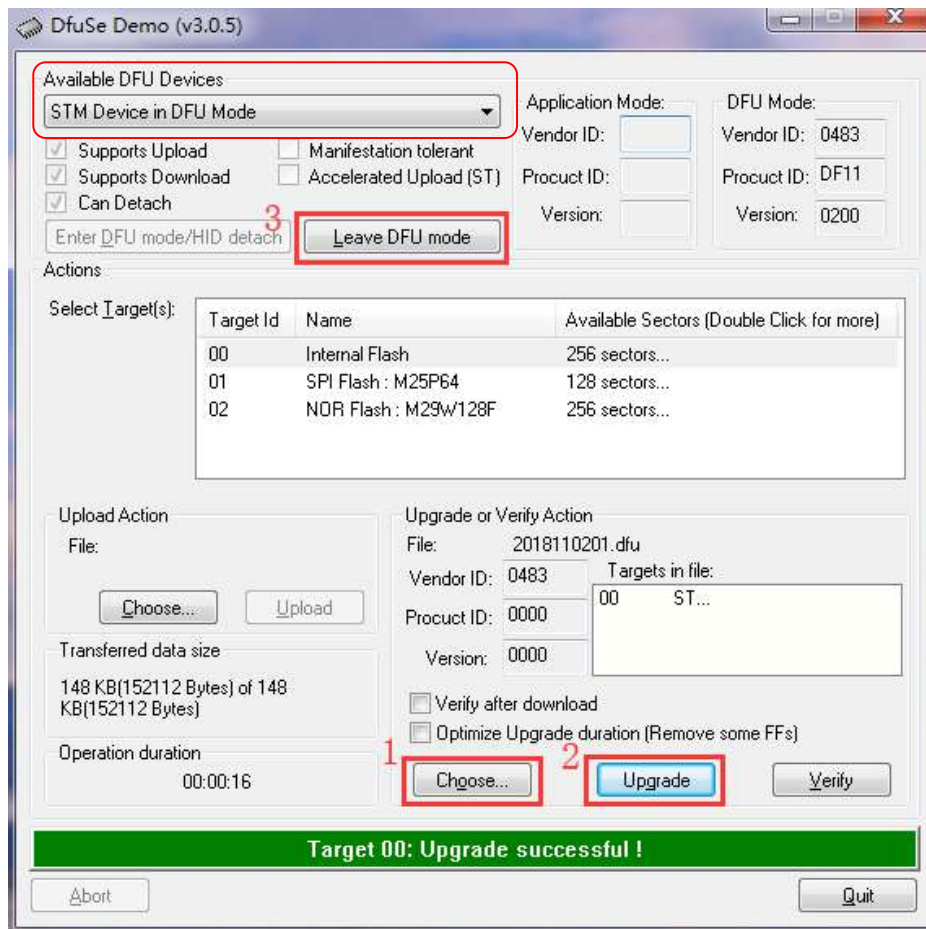 DfuSe Demo (v3.0.5)
Available DFU Devices
STM Device in DFU Mode
Supports Upload
Manifestation tolerant
Supports Download
Accelerated Upload (ST)
Can Detach
3
Enter DFU mode/HID detach
Leave DFU mode
Application Mode:
Vendor ID:
Procuct ID:
Version:
DFU Mode:
Vendor ID: 0483
Procuct ID: DF11
Version: 0200
Actions
Select Target(s):
Target Id Name Available Sectors (Double Click for more)
00 Internal Flash 256 sectors...
01 SPI Flash : M25P64 128 sectors...
02 NOR Flash : M29W128F 256 sectors...
Upload Action
File:
Choose...
Upload
Transferred data size
148 KB(152112 Bytes) of 148
KB(152112 Bytes)
Operation duration
00:00:16
Upgrade or Verify Action
File: 2018110201.dfu
Vendor ID: 0483
Procuct ID: 0000
Version: 0000
Targets in file:
00 ST...
Verify after download
Optimize Upgrade duration (Remove some FFs)
1
Choose...
2
Upgrade
Verify
Target 00: Upgrade successful !
Abort
Quit